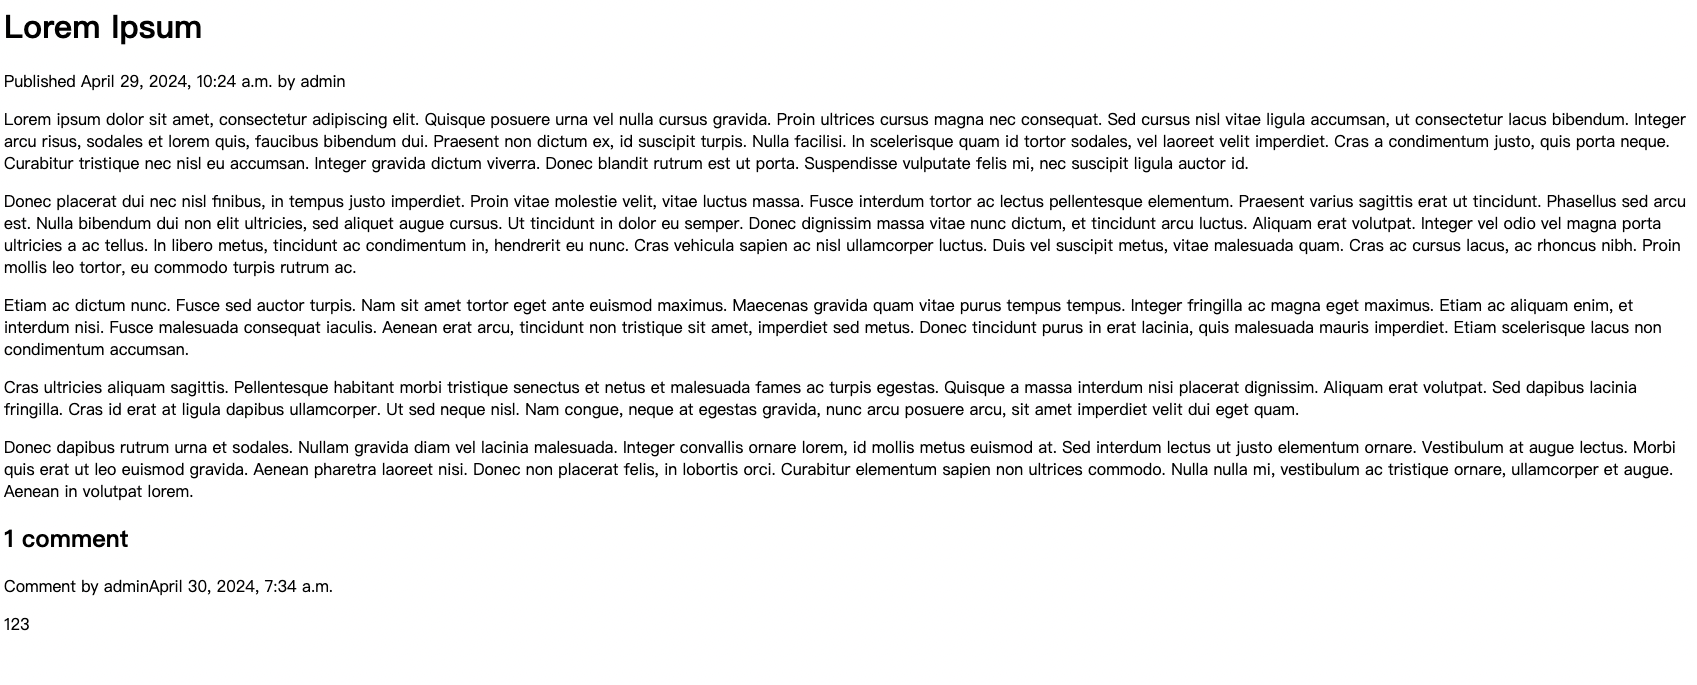 Lorem Ipsum
Published April 29, 2024, 10:24 a.m. by admin
Lorem ipsum dolor sit amet, consectetur adipiscing elit. Quisque posuere urna vel nulla cursus gravida. Proin ultrices cursus magna nec consequat. Sed cursus nisl vitae ligula accumsan, ut consectetur lacus bibendum. Integer
arcu risus, sodales et lorem quis, faucibus bibendum dui. Praesent non dictum ex, id suscipit turpis. Nulla facilisi. In scelerisque quam id tortor sodales, vel laoreet velit imperdiet. Cras a condimentum justo, quis porta neque.
Curabitur tristique nec nisl eu accumsan. Integer gravida dictum viverra. Donec blandit rutrum est ut porta. Suspendisse vulputate felis mi, nec suscipit ligula auctor id.
Donec placerat dui nec nisl finibus, in tempus justo imperdiet. Proin vitae molestie velit, vitae luctus massa. Fusce interdum tortor ac lectus pellentesque elementum. Praesent varius sagittis erat ut tincidunt. Phasellus sed arcu
est. Nulla bibendum dui non elit ultricies, sed aliquet augue cursus. Ut tincidunt in dolor eu semper. Donec dignissim massa vitae nunc dictum, et tincidunt arcu luctus. Aliquam erat volutpat. Integer vel odio vel magna porta
ultricies a ac tellus. In libero metus, tincidunt ac condimentum in, hendrerit eu nunc. Cras vehicula sapien ac nisl ullamcorper luctus. Duis vel suscipit metus, vitae malesuada quam. Cras ac cursus lacus, ac rhoncus nibh. Proin
mollis leo tortor, eu commodo turpis rutrum ac.
Etiam ac dictum nunc. Fusce sed auctor turpis. Nam sit amet tortor eget ante euismod maximus. Maecenas gravida quam vitae purus tempus tempus. Integer fringilla ac magna eget maximus. Etiam ac aliquam enim, et
interdum nisi. Fusce malesuada consequat iaculis. Aenean erat arcu, tincidunt non tristique sit amet, imperdiet sed metus. Donec tincidunt purus in erat lacinia, quis malesuada mauris imperdiet. Etiam scelerisque lacus non
condimentum accumsan.
Cras ultricies aliquam sagittis. Pellentesque habitant morbi tristique senectus et netus et malesuada fames ac turpis egestas. Quisque a massa interdum nisi placerat dignissim. Aliquam erat volutpat. Sed dapibus lacinia
fringilla. Cras id erat at ligula dapibus ullamcorper. Ut sed neque nisl. Nam congue, neque at egestas gravida, nunc arcu posuere arcu, sit amet imperdiet velit dui eget quam.
Donec dapibus rutrum urna et sodales. Nullam gravida diam vel lacinia malesuada. Integer convallis ornare lorem, id mollis metus euismod at. Sed interdum lectus ut justo elementum ornare. Vestibulum at augue lectus. Morbi
quis erat ut leo euismod gravida. Aenean pharetra laoreet nisi. Donec non placerat felis, in lobortis orci. Curabitur elementum sapien non ultrices commodo. Nulla nulla mi, vestibulum ac tristique ornare, ullamcorper et augue.
Aenean in volutpat lorem.
1 comment
Comment by adminApril 30, 2024, 7:34 a.m.
123